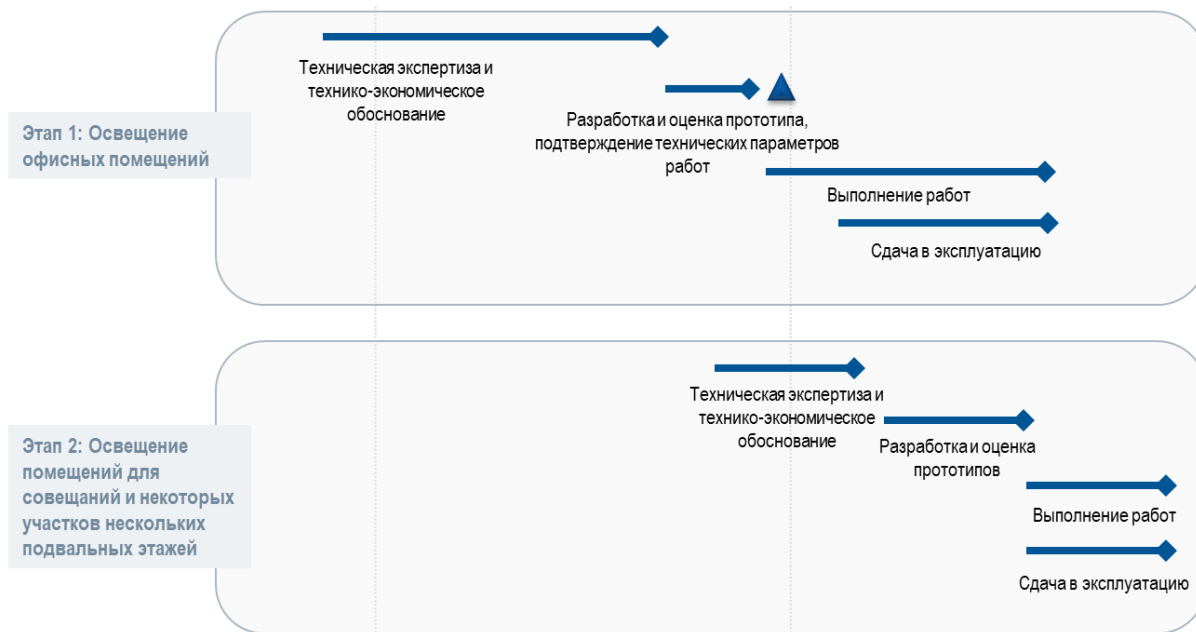 Этап 1: Освещение
офисных помещений
Техническая экспертиза и
технико-экономическое
обоснование
Разработка и оценка прототипа,
подтверждение технических параметров
работ
Выполнение работ
Сдача в эксплуатацию
Этап 2: Освещение
помещений для
совещаний и некоторых
участков нескольких
подвальных этажей
Техническая экспертиза и
технико-экономическое
обоснование
Разработка и оценка
прототипов
Выполнение работ
Сдача в эксплуатацию